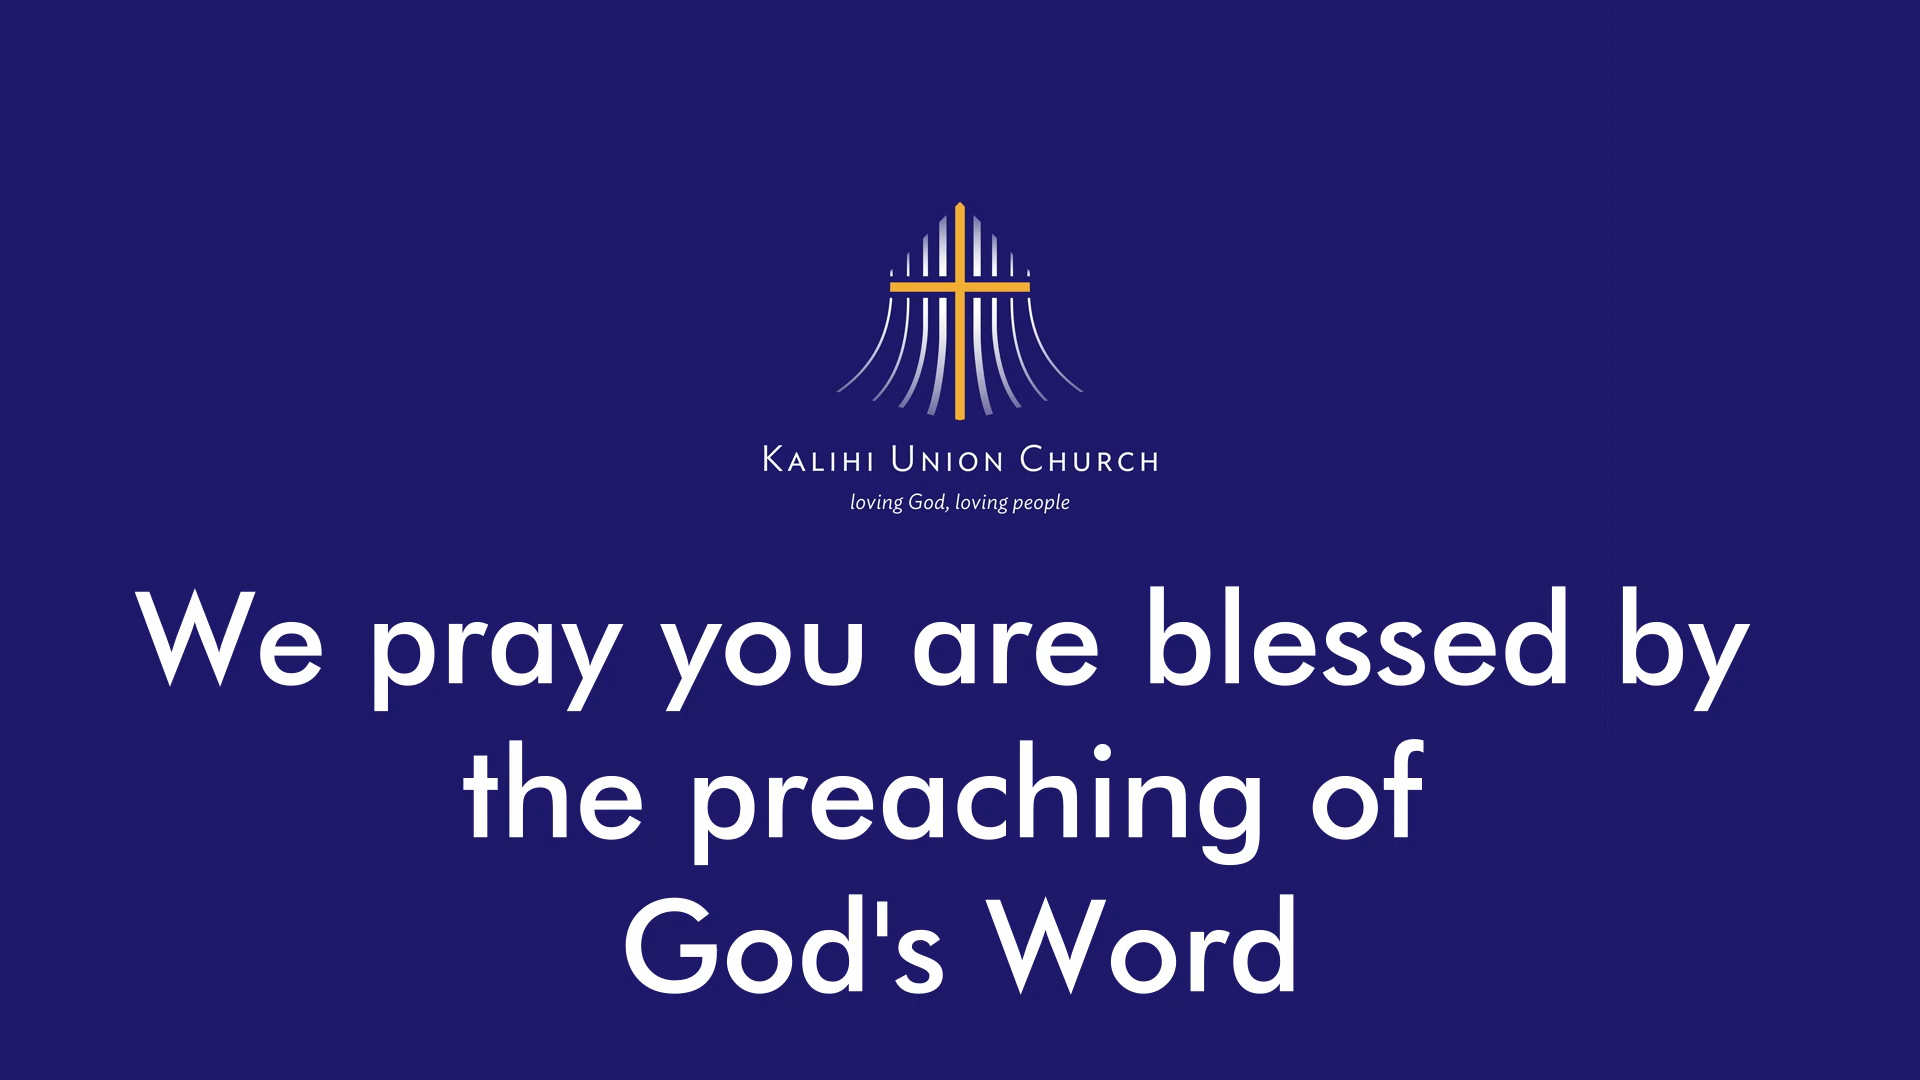 KALIHI UNION CHURCH
loving God, loving people
We pray you are blessed by
the preaching of
God's Word